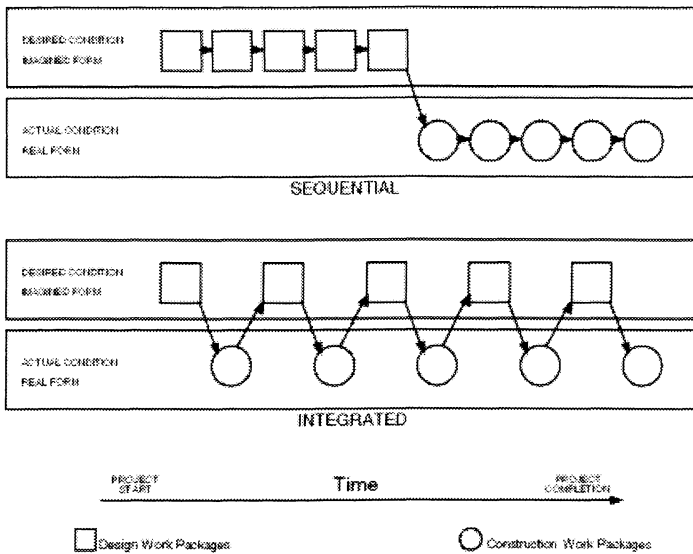 DESIRED CONDITION
IMAGINED FORM
ACTUAL CONDITION
REAL FORM
SEQUENTIAL
DESIRED CONDITION
IMAGINED FORM
ACTUAL CONDITION
REAL FORM
INTEGRATED
PROJECT
START
Time
PROJECT
COMPLETION
Design Work Packages
Construction Work Packages